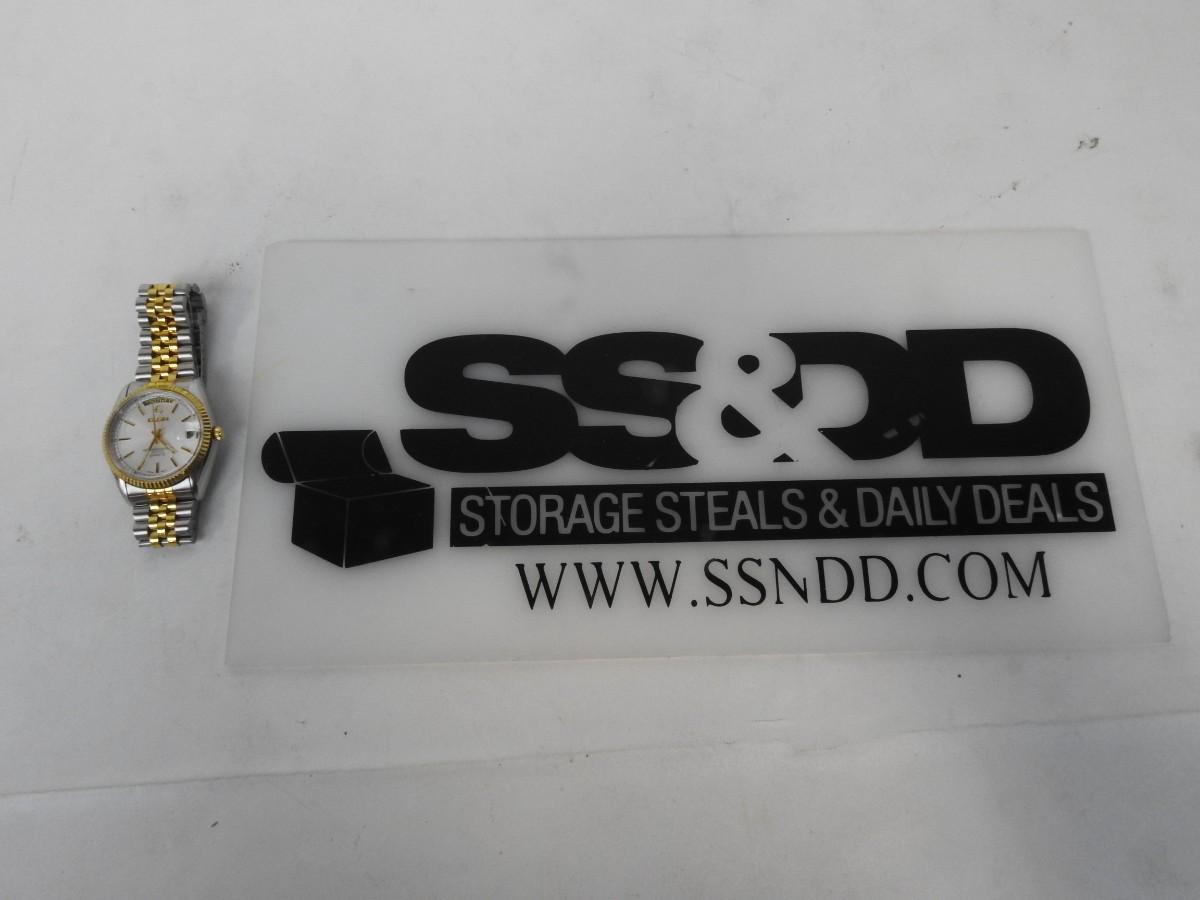 SS&DD
STORAGE STEALS & DAILY DEALS
WWW.SSNDD.COM